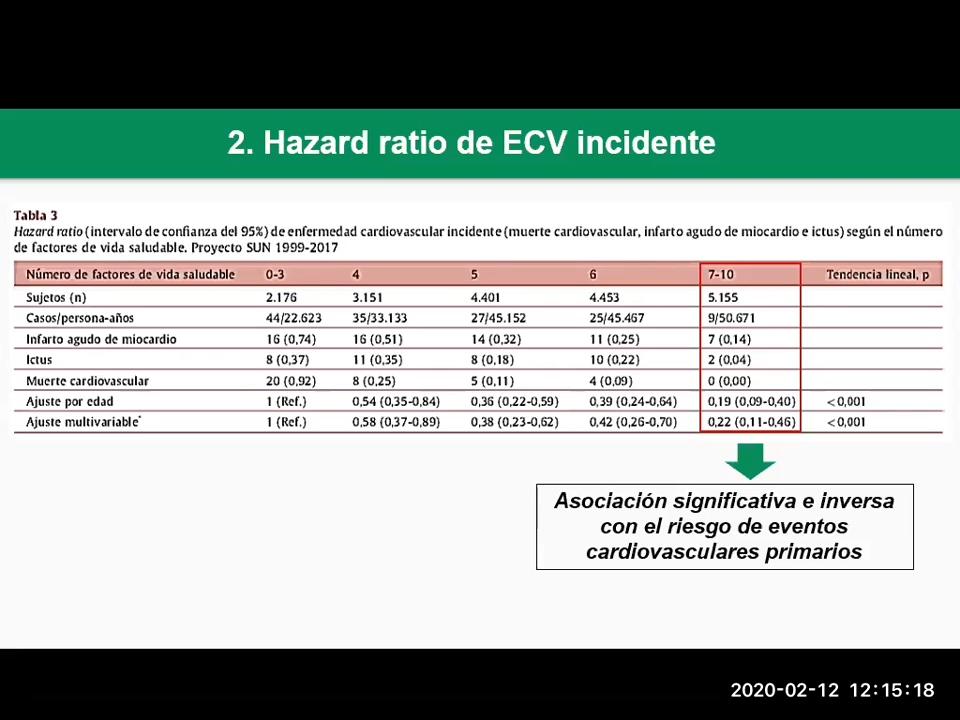 2. Hazard ratio de ECV incidente
Tabla 3
Hazard ratio (intervalo de confianza del 95%) de enfermedad cardiovascular incidente (muerte cardiovascular, infarto agudo de miocardio e ictus) según el número
de factores de vida saludable. Proyecto SUN 1999-2017
Número de factores de vida saludable 0-3 4 5 6 7-10 Tendencia lineal, p
Sujetos (n) 2.176 3.151 4.401 4.453 5.155
Casos/persona-años 44/22.623 35/33.133 27/45.152 25/45.467 9/50.671
Infarto agudo de miocardio 16 (0,74) 16 (0,51) 14 (0,32) 11 (0,25) 7 (0,14)
Ictus 8 (0,37) 11 (0,35) 8 (0,18) 10 (0,22) 2 (0,04)
Muerte cardiovascular 20 (0,92) 8 (0,25) 5 (0,11) 4 (0,09) 0 (0,00)
Ajuste por edad 1 (Ref.) 0,54 (0,35-0,84) 0,36 (0,22-0,59) 0,39 (0,24-0,64) 0,19 (0,09-0,40) <0,001
Ajuste multivariable* 1 (Ref.) 0,58 (0,37-0,89) 0,38 (0,23-0,62) 0,42 (0,26-0,70) 0,22 (0,11-0,46) <0,001
Asociación significativa e inversa
con el riesgo de eventos
cardiovasculares primarios
2020-02-12 12:15:18